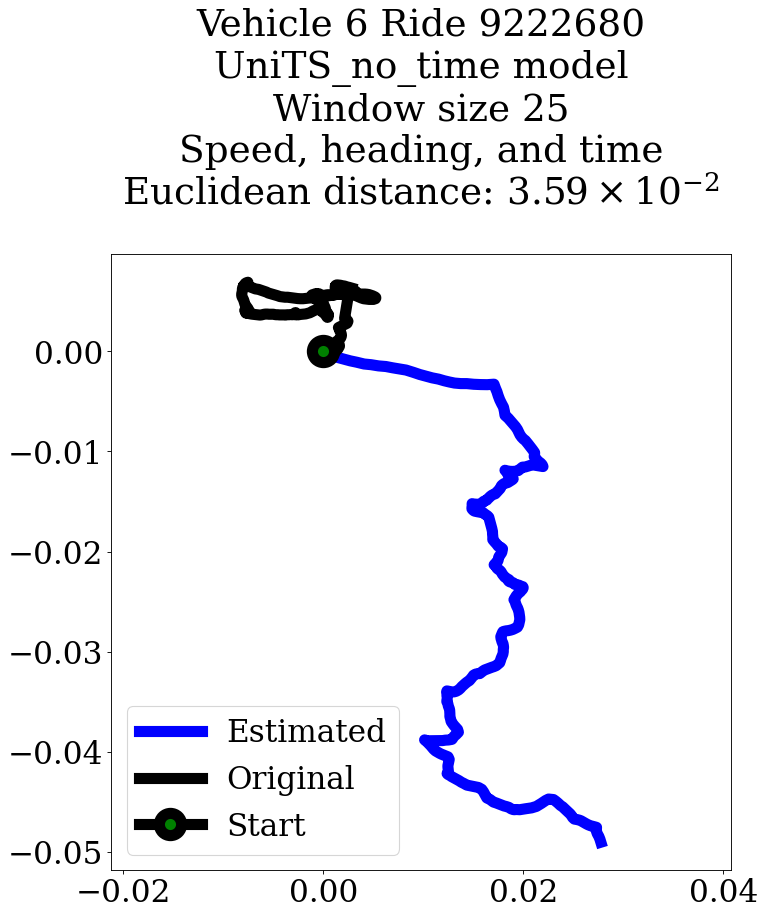 Vehicle 6 Ride 9222680
UniTS_no_time model
Window size 25
Speed, heading, and time
Euclidean distance: 3.59 × 10⁻²
0.00
−0.01
−0.02
−0.03
−0.04
−0.05
Estimated
Original
Start
−0.02 0.00 0.02 0.04